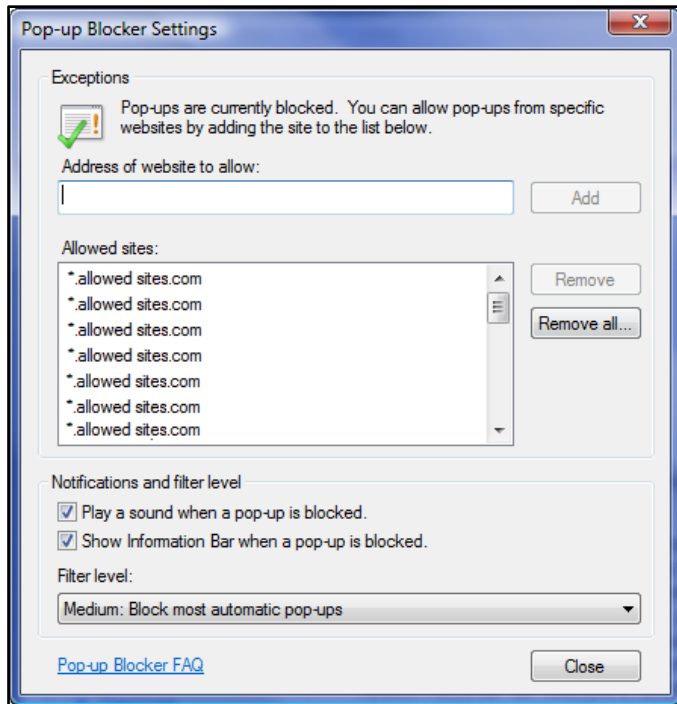 Pop-up Blocker Settings
Exceptions
Pop-ups are currently blocked. You can allow pop-ups from specific
websites by adding the site to the list below.
Address of website to allow:
Add
Allowed sites:
*.allowed sites.com
*.allowed sites.com
*.allowed sites.com
*.allowed sites.com
*.allowed sites.com
*.allowed sites.com
*.allowed sites.com
Remove
Remove all...
Notifications and filter level
Play a sound when a pop-up is blocked.
Show Information Bar when a pop-up is blocked.
Filter level:
Medium: Block most automatic pop-ups
Pop-up Blocker FAQ
Close